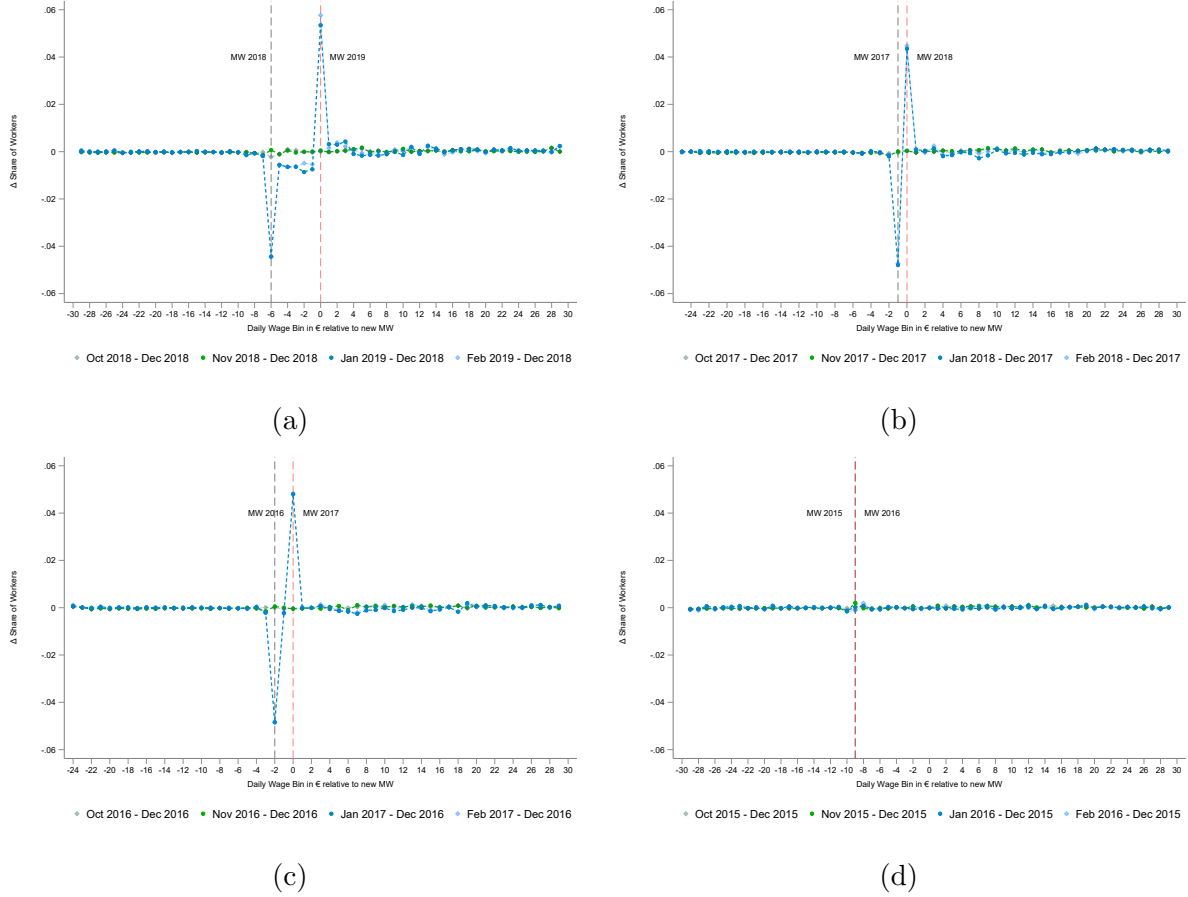 .06
.04
.02
0
-.02
-.04
-.06
Δ Share of Workers
MW 2018
MW 2019
-30 -28 -26 -24 -22 -20 -18 -16 -14 -12 -10 -8 -6 -4 -2 0 2 4 6 8 10 12 14 16 18 20 22 24 26 28 30
Daily Wage Bin in € relative to new MW
Oct 2018 - Dec 2018 Nov 2018 - Dec 2018 Jan 2019 - Dec 2018 Feb 2019 - Dec 2018
(a)
.06
.04
.02
0
-.02
-.04
-.06
Δ Share of Workers
MW 2017
MW 2018
-24 -22 -20 -18 -16 -14 -12 -10 -8 -6 -4 -2 0 2 4 6 8 10 12 14 16 18 20 22 24 26 28 30
Daily Wage Bin in € relative to new MW
Oct 2017 - Dec 2017 Nov 2017 - Dec 2017 Jan 2018 - Dec 2017 Feb 2018 - Dec 2017
(b)
.06
.04
.02
0
-.02
-.04
-.06
Δ Share of Workers
MW 2016
MW 2017
-24 -22 -20 -18 -16 -14 -12 -10 -8 -6 -4 -2 0 2 4 6 8 10 12 14 16 18 20 22 24 26 28 30
Daily Wage Bin in € relative to new MW
Oct 2016 - Dec 2016 Nov 2016 - Dec 2016 Jan 2017 - Dec 2016 Feb 2017 - Dec 2016
(c)
.06
.04
.02
0
-.02
-.04
-.06
Δ Share of Workers
MW 2015
MW 2016
-30 -28 -26 -24 -22 -20 -18 -16 -14 -12 -10 -8 -6 -4 -2 0 2 4 6 8 10 12 14 16 18 20 22 24 26 28 30
Daily Wage Bin in € relative to new MW
Oct 2015 - Dec 2015 Nov 2015 - Dec 2015 Jan 2016 - Dec 2015 Feb 2016 - Dec 2015
(d)